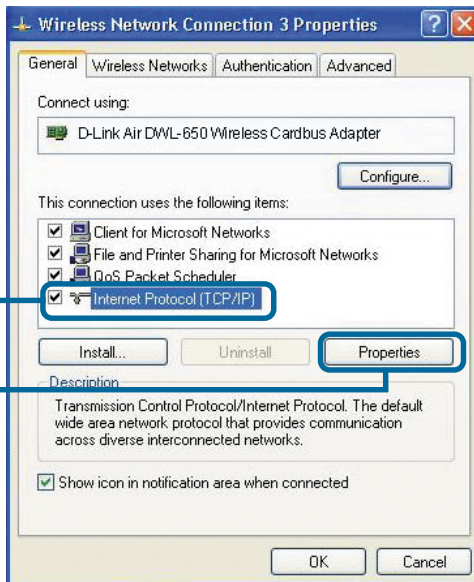 Wireless Network Connection 3 Properties
General Wireless Networks Authentication Advanced
Connect using:
D-Link Air DWL-650 Wireless Cardbus Adapter
Configure...
This connection uses the following items:
Client for Microsoft Networks
File and Printer Sharing for Microsoft Networks
QoS Packet Scheduler
Internet Protocol (TCP/IP)
Install... Uninstall Properties
Description
Transmission Control Protocol/Internet Protocol. The default
wide area network protocol that provides communication
across diverse interconnected networks.
Show icon in notification area when connected
OK Cancel